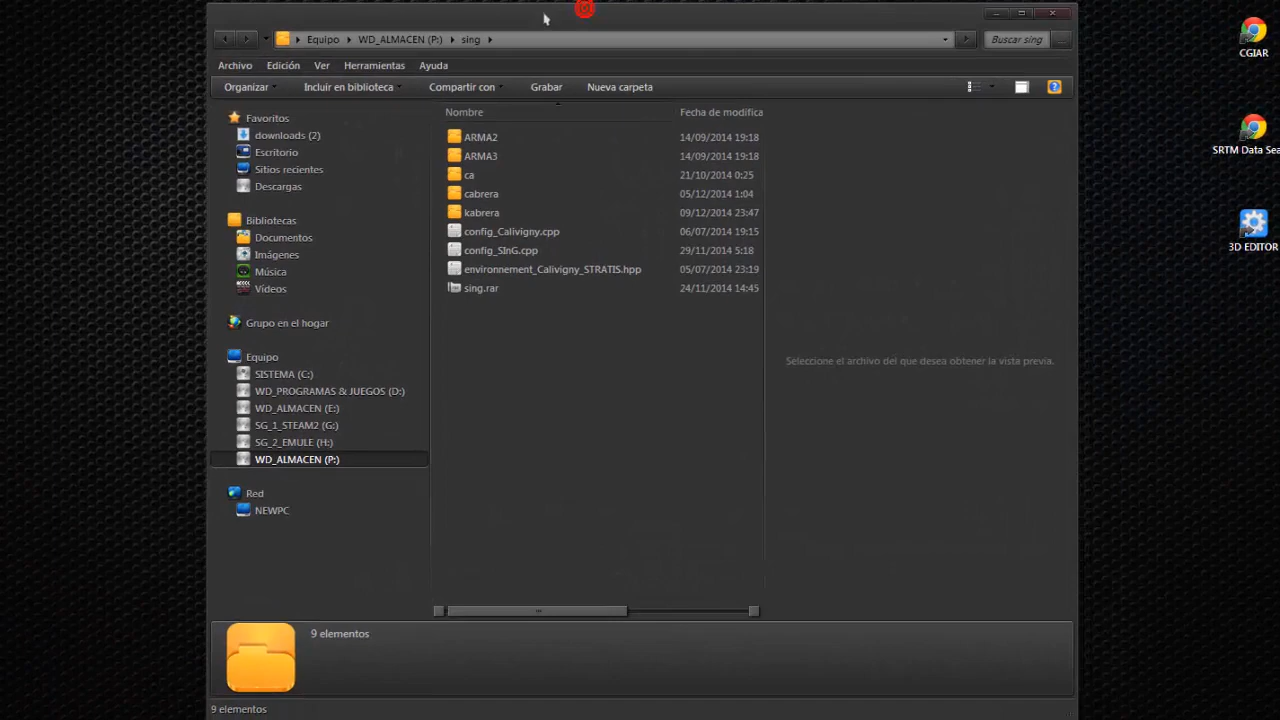 Equipo WD_ALMACEN (P:) sing Buscar sing
Archivo Edición Ver Herramientas Ayuda
Organizar Incluir en biblioteca Compartir con Grabar Nueva carpeta
Favoritos
downloads (2)
Escritorio
Sitios recientes
Descargas
Bibliotecas
Documentos
Imágenes
Música
Vídeos
Grupo en el hogar
Equipo
SISTEMA (C:)
WD_PROGRAMAS & JUEGOS (D:)
WD_ALMACEN (E:)
SG_1_STEAM2 (G:)
SG_2_EMULE (H:)
WD_ALMACEN (P:)
Red
NEWPC
Nombre Fecha de modifica
ARMA2 14/09/2014 19:18
ARMA3 14/09/2014 19:18
ca 21/10/2014 0:25
cabrera 05/12/2014 1:04
kabrera 09/12/2014 23:47
config_Calivigny.cpp 06/07/2014 19:15
config_SInG.cpp 29/11/2014 5:18
environnement_Calivigny_STRATIS.hpp 05/07/2014 23:19
sing.rar 24/11/2014 14:45
Seleccione el archivo del que desea obtener la vista previa.
9 elementos
9 elementos
CGIAR
SRTM Data Sea
3D EDITOR